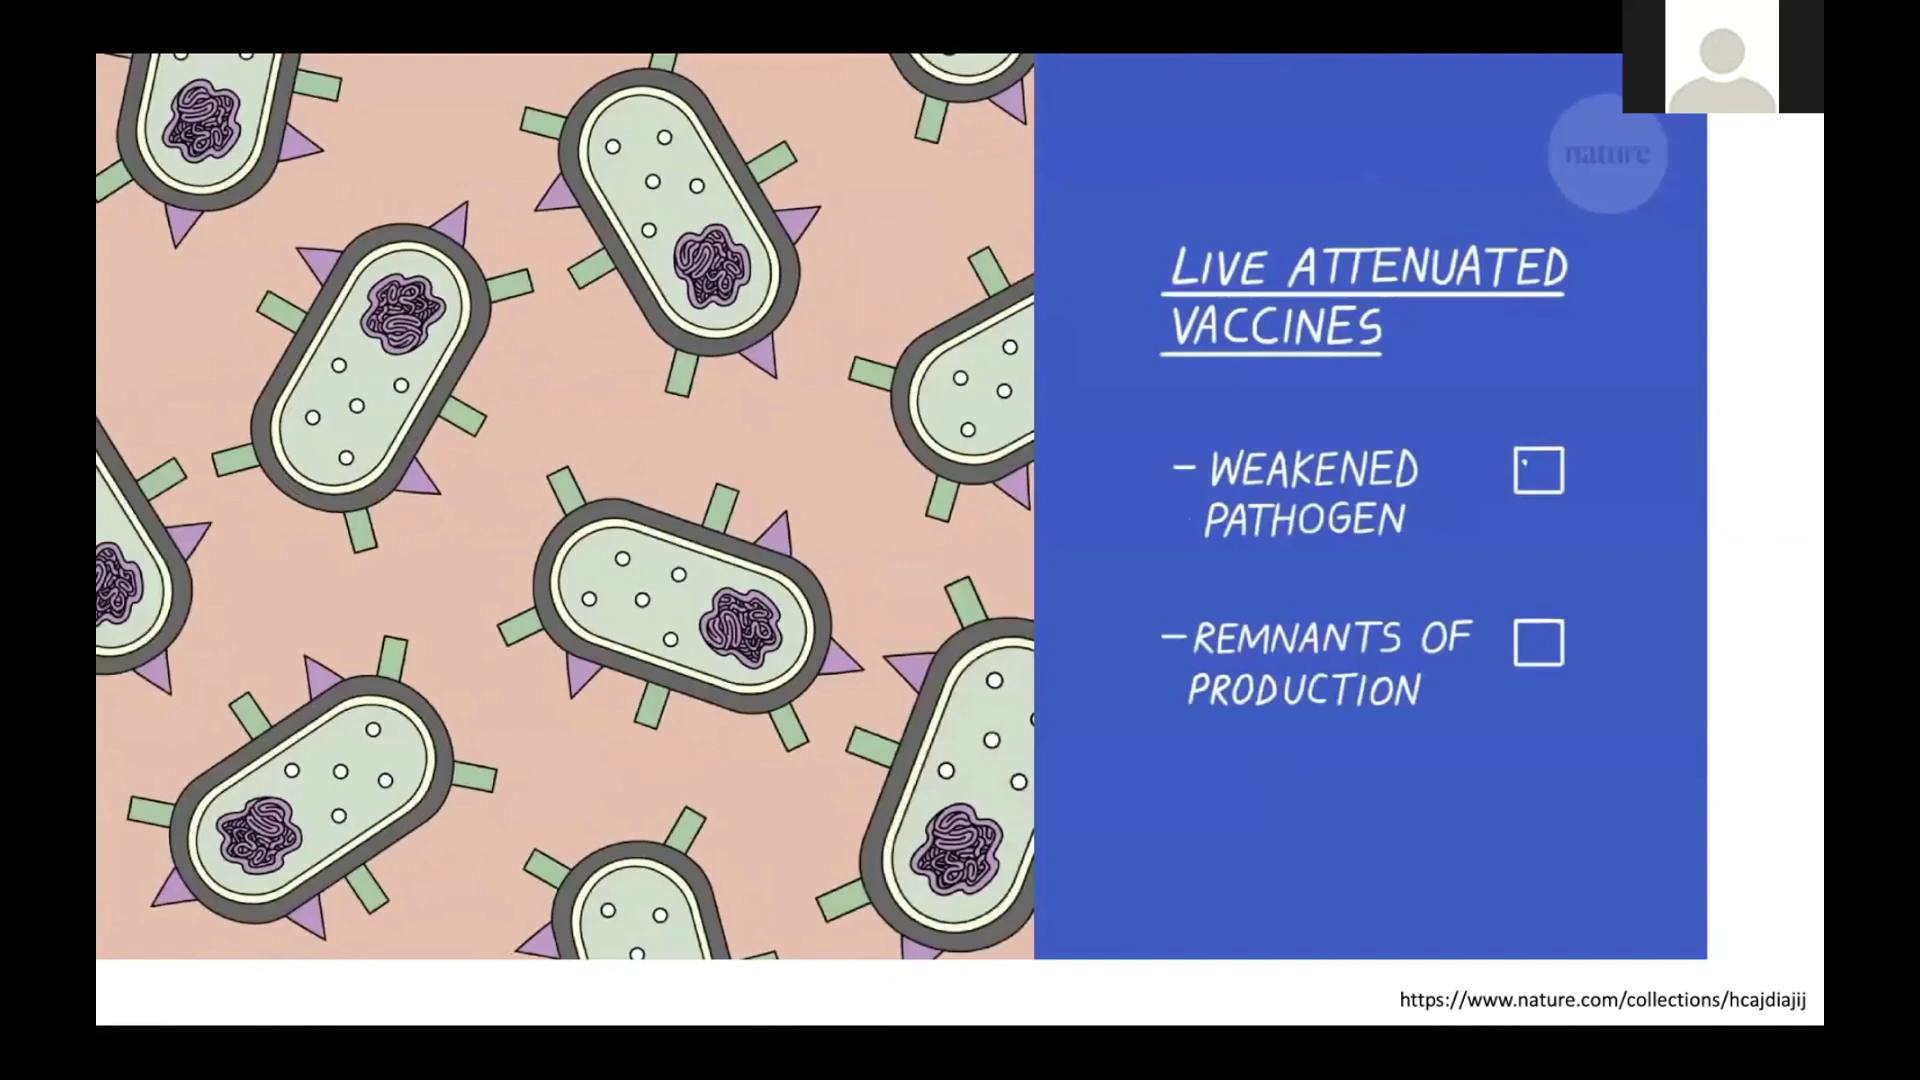 nature
LIVE ATTENUATED
VACCINES
- WEAKENED
PATHOGEN
- REMNANTS OF
PRODUCTION
https://www.nature.com/collections/hcajdiajij